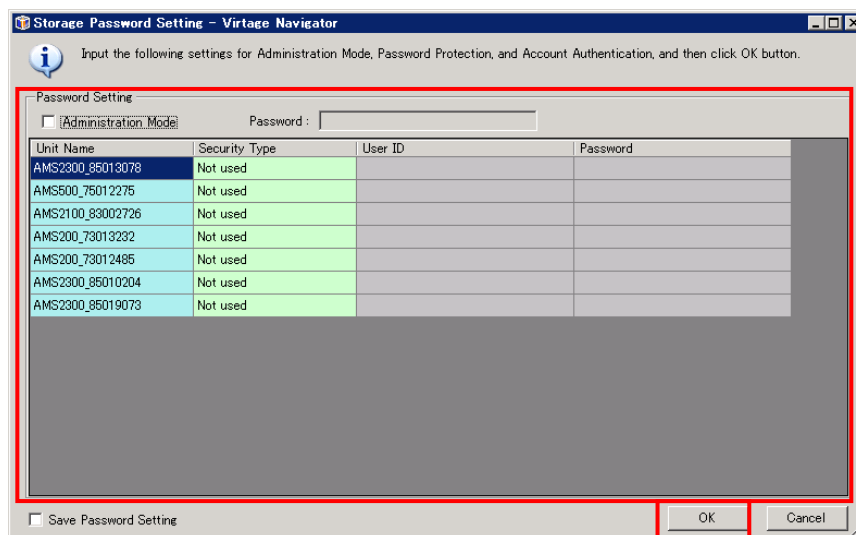 Storage Password Setting - Virtage Navigator
Input the following settings for Administration Mode, Password Protection, and Account Authentication, and then click OK button.
Password Setting
Administration Mode Password :
Unit Name Security Type User ID Password
AMS2300_85013078 Not used
AMS500_75012275 Not used
AMS2100_83002726 Not used
AMS200_73013232 Not used
AMS200_73012485 Not used
AMS2300_85010204 Not used
AMS2300_85019073 Not used
Save Password Setting OK Cancel